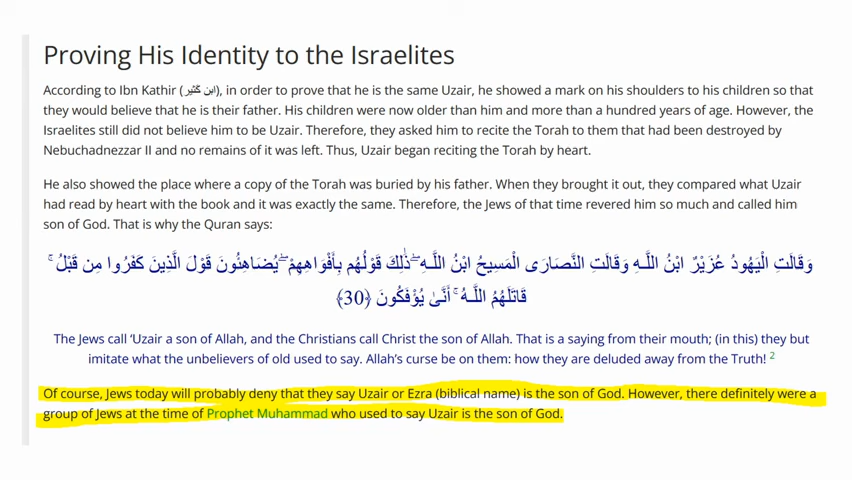 Proving His Identity to the Israelites
According to Ibn Kathir (ابن كَثير), in order to prove that he is the same Uzair, he showed a mark on his shoulders to his children so that
they would believe that he is their father. His children were now older than him and more than a hundred years of age. However, the
Israelites still did not believe him to be Uzair. Therefore, they asked him to recite the Torah to them that had been destroyed by
Nebuchadnezzar II and no remains of it was left. Thus, Uzair began reciting the Torah by heart.
He also showed the place where a copy of the Torah was buried by his father. When they brought it out, they compared what Uzair
had read by heart with the book and it was exactly the same. Therefore, the Jews of that time revered him so much and called him
son of God. That is why the Quran says:
وَقَالَتِ الْيَهُودُ عُزَيْرٌ ابْنُ اللَّـهِ وَقَالَتِ النَّصَارَى الْمَسِيحُ ابْنُ اللَّـهِ ۖ ذَٰلِكَ قَوْلُهُم بِأَفْوَاهِهِمْ ۖ يُضَاهِئُونَ قَوْلَ الَّذِينَ كَفَرُوا مِن قَبْلُ ۚ
قَاتَلَهُمُ اللَّـهُ ۚ أَنَّىٰ يُؤْفَكُونَ ﴿30﴾
The Jews call ‘Uzair a son of Allah, and the Christians call Christ the son of Allah. That is a saying from their mouth; (in this) they but
imitate what the unbelievers of old used to say. Allah’s curse be on them: how they are deluded away from the Truth! 2
Of course, Jews today will probably deny that they say Uzair or Ezra (biblical name) is the son of God. However, there definitely were a
group of Jews at the time of Prophet Muhammad who used to say Uzair is the son of God.